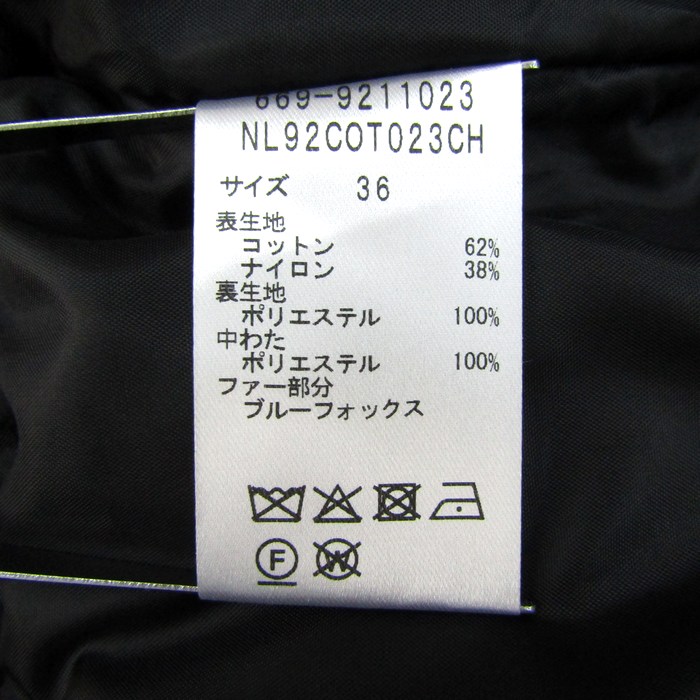 669-9211023
NL92COT023CH
サイズ 36
表生地
コットン 62%
ナイロン 38%
裏生地
ポリエステル 100%
中わた
ポリエステル 100%
ファー部分
ブルーフォックス
F W